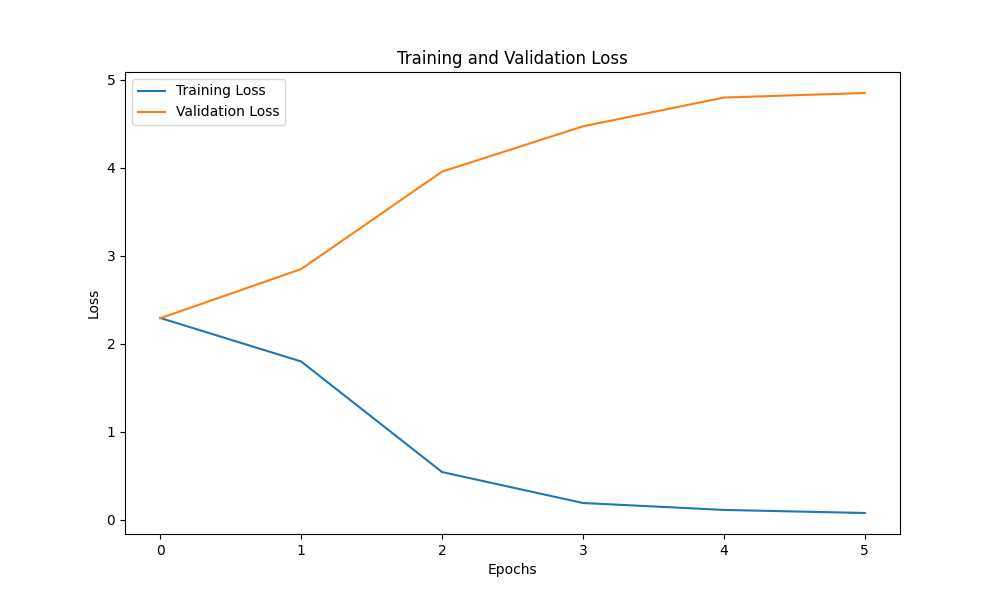 Training and Validation Loss
Training Loss
Validation Loss
5
4
3
2
1
0
Loss
0 1 2 3 4 5
Epochs